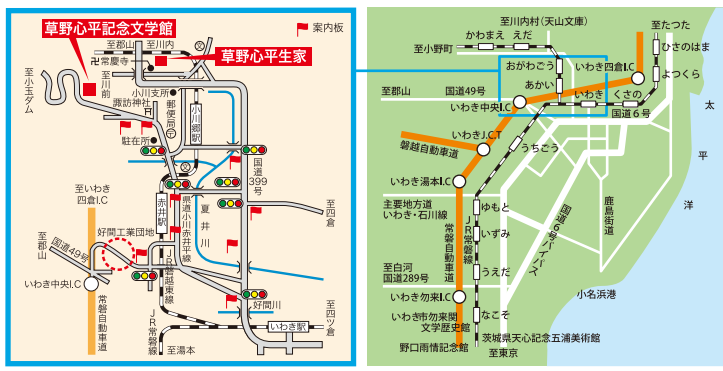 草野心平記念文学館
案内板
至郡山
至川内
卍常慶寺
草野心平生家
至小玉ダム
至川前
小川支所
諏訪神社
郵便局
小川郷駅
駐在所
国道399号
至いわき四倉I.C
好間工業団地
国道49号
至郡山
いわき中央I.C
常磐自動車道
赤井駅
県道小川赤井平線
夏井川
至四倉
JR磐越東線
好間川
いわき駅
至四ツ倉
JR常磐線
至湯本
至川内村(天山文庫)
至小野町
かわまえ
えだ
至たつた
ひさのはま
よつくら
おがわごう
いわき四倉I.C
あかい
至郡山
国道49号
いわき
くさの
いわき中央I.C
国道6号
太平洋
いわきJ.C.T
磐越自動車道
うちごう
いわき湯本I.C
主要地方道
いわき・石川線
ゆもと
国道6号バイパス
鹿島街道
JR常磐線
いずみ
常磐自動車道
至白河
国道289号
うえだ
いわき勿来I.C
小名浜港
いわき市勿来関
文学歴史館
なこそ
茨城県天心記念五浦美術館
野口雨情記念館
至東京